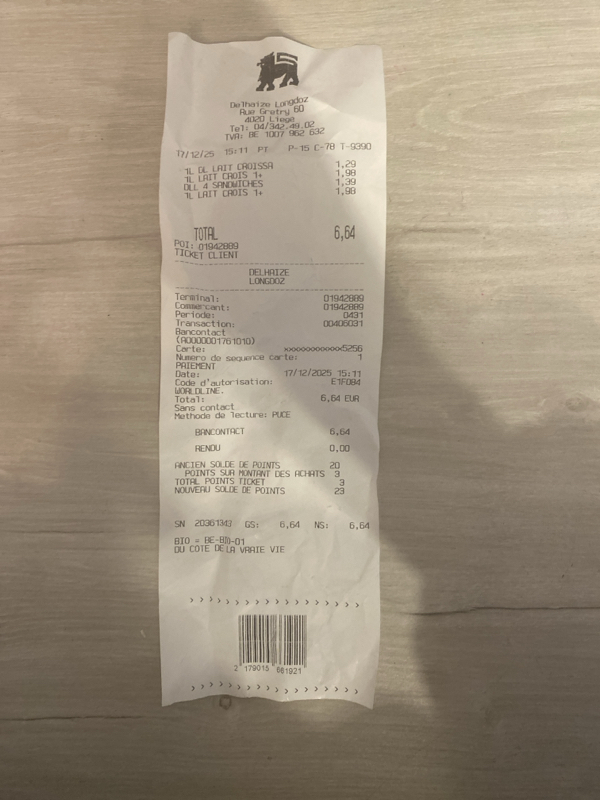 Delhaize Longdoz
Rue Gretry 60
4020 Liege
Tel: 04/342.49.02
TVA: BE 1007 962 632
17/12/25 15:11 PT P-15 C-78 T-9390
1L DL LAIT CROISSA 1,29
1L LAIT CROIS 1+ 1,98
DLL 4 SANDWICHES 1,39
1L LAIT CROIS 1+ 1,98
TOTAL 6,64
POI: 01942889
TICKET CLIENT
DELHAIZE
LONGDOZ
Terminal: 01942889
Commercant: 01942889
Periode: 0431
Transaction: 00406031
Bancontact
(A0000001761010)
Carte: xxxxxxxxxxxx5256
Numero de sequence carte: 1
PAIEMENT
Date: 17/12/2025 15:11
Code d'autorisation: E1F084
WORLDLINE.
Total: 6,64 EUR
Sans contact
Methode de lecture: PUCE
BANCONTACT 6,64
RENDU 0,00
ANCIEN SOLDE DE POINTS 20
POINTS SUR MONTANT DES ACHATS 3
TOTAL POINTS TICKET 3
NOUVEAU SOLDE DE POINTS 23
SN 20361343 GS: 6,64 NS: 6,64
BIO = BE-BIO-01
DU COTE DE LA VRAIE VIE
2 179015 681921